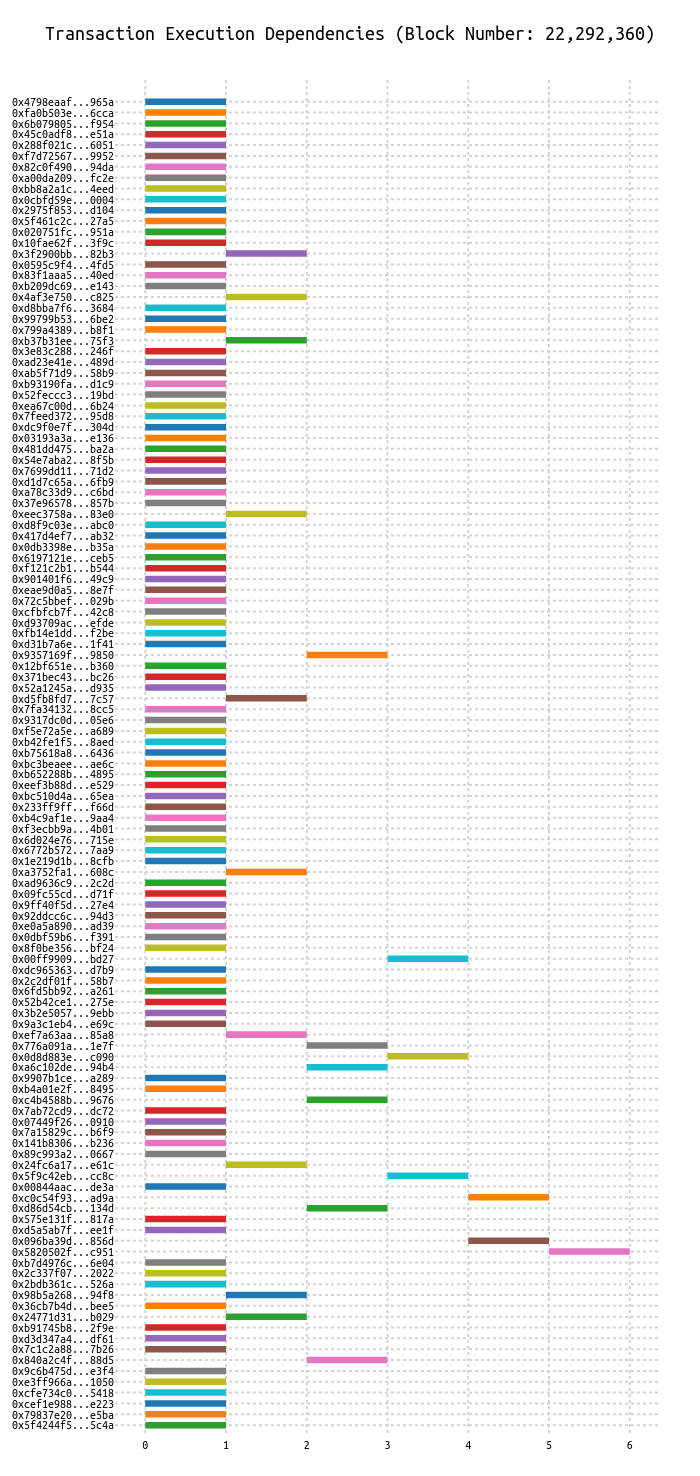 Transaction Execution Dependencies (Block Number: 22,292,360)
0x4798eaaf...965a
0xfa0b503e...6cca
0x6b079805...f954
0x45c0adf8...e51a
0x288f021c...6051
0xf7d72567...9952
0x82c0f490...94da
0xa00da209...fc2e
0xbb8a2a1c...4eed
0x0cbfd59e...0004
0x2975f853...d104
0x5f461c2c...27a5
0x020751fc...951a
0x10fae62f...3f9c
0x3f2900bb...82b3
0x0595c9f4...4fd5
0x83f1aaa5...40ed
0xb209dc69...e143
0x4af3e750...c825
0xd8bba7f6...3684
0x99799b53...6be2
0x799a4389...b8f1
0xb37b31ee...75f3
0x3e83c288...246f
0xad23e41e...489d
0xab5f71d9...58b9
0xb93190fa...d1c9
0x52feccc3...19bd
0xea67c00d...6b24
0x7feed372...95d8
0xdc9f0e7f...304d
0x03193a3a...e136
0x481dd475...ba2a
0x54e7aba2...8f5b
0x7699dd11...71d2
0xd1d7c65a...6fb9
0xa78c33d9...c6bd
0x37e96578...857b
0xeec3758a...83e0
0xd8f9c03e...abc0
0x417d4ef7...ab32
0x0db3398e...b35a
0x6197121e...ceb5
0xf121c2b1...b544
0x901401f6...49c9
0xeae9d0a5...8e7f
0x72c5bbef...029b
0xcfbfcb7f...42c8
0xd93709ac...efde
0xfb14e1dd...f2be
0xd31b7a6e...1f41
0x9357169f...9850
0x12bf651e...b360
0x371bec43...bc26
0x52a1245a...d935
0xd5fb8fd7...7c57
0x7fa34132...8cc5
0x9317dc0d...05e6
0xf5e72a5e...a689
0xb42fe1f5...8aed
0xb75618a8...6436
0xbc3beaee...ae6c
0xb652288b...4895
0xeef3b88d...e529
0xbc510d4a...65ea
0x233ff9ff...f66d
0xb4c9af1e...9aa4
0xf3ecbb9a...4b01
0x6d024e76...715e
0x6772b572...7aa9
0x1e219d1b...8cfb
0xa3752fa1...608c
0xad9636c9...2c2d
0x09fc55cd...d71f
0x9ff40f5d...27e4
0x92ddcc6c...94d3
0xe0a5a890...ad39
0x0dbf59b6...f391
0x8f0be356...bf24
0x00ff9909...bd27
0xdc965363...d7b9
0x2c2df01f...58b7
0x6fd5bb92...a261
0x52b42ce1...275e
0x3b2e5057...9ebb
0x9a3c1eb4...e69c
0xef7a63aa...85a8
0x776a091a...1e7f
0x0d8d883e...c090
0xa6c102de...94b4
0x9907b1ce...a289
0xb4a01e2f...8495
0xc4b4588b...9676
0x7ab72cd9...dc72
0x07449f26...0910
0x7a15829c...b6f9
0x141b8306...b236
0x89c993a2...0667
0x24fc6a17...e61c
0x5f9c42eb...cc8c
0x00844aac...de3a
0xc0c54f93...ad9a
0xd86d54cb...134d
0x575e131f...817a
0xd5a5ab7f...ee1f
0x096ba39d...856d
0x5820502f...c951
0xb7d4976c...6e04
0x2c337f07...2022
0x2bdb361c...526a
0x98b5a268...94f8
0x36cb7b4d...bee5
0x24771d31...b029
0xb91745b8...2f9e
0xd3d347a4...df61
0x7c1c2a88...7b26
0x840a2c4f...88d5
0x9c6b475d...e3f4
0xe3ff966a...1050
0xcfe734c0...5418
0xcef1e988...e223
0x79837e20...e5ba
0x5f4244f5...5c4a
0 1 2 3 4 5 6